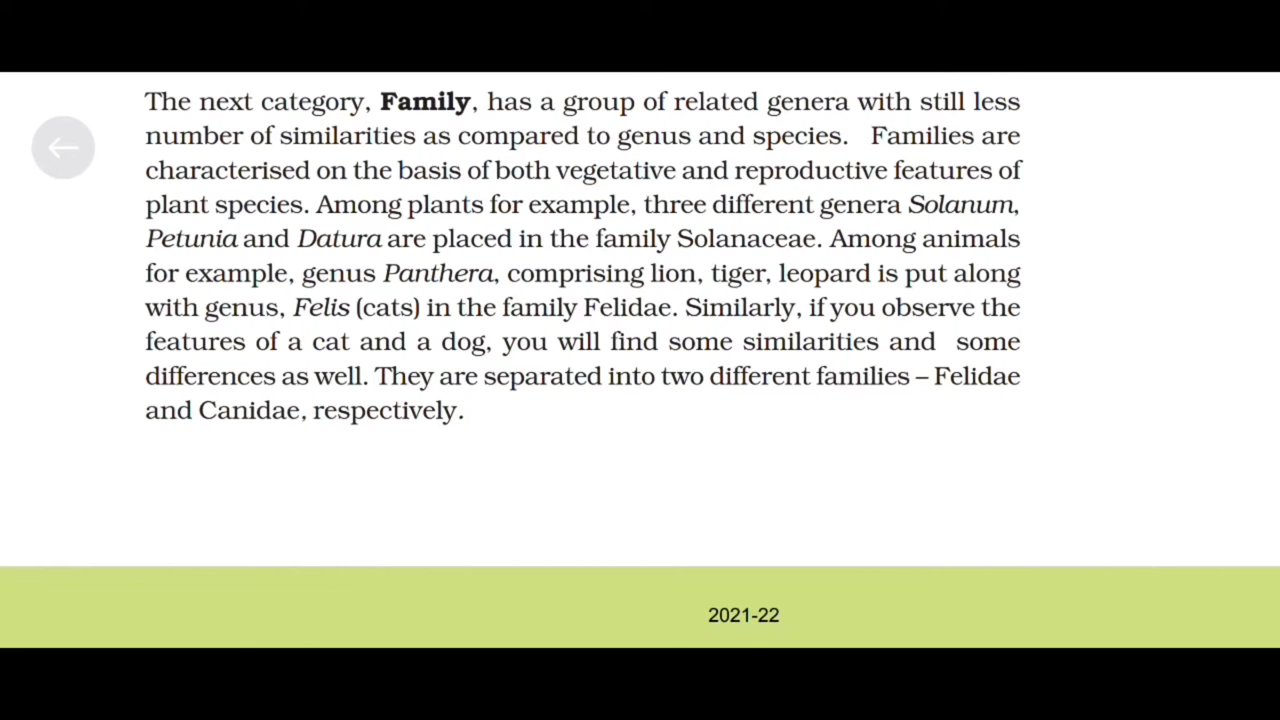 The next category, Family, has a group of related genera with still less
number of similarities as compared to genus and species. Families are
characterised on the basis of both vegetative and reproductive features of
plant species. Among plants for example, three different genera Solanum,
Petunia and Datura are placed in the family Solanaceae. Among animals
for example, genus Panthera, comprising lion, tiger, leopard is put along
with genus, Felis (cats) in the family Felidae. Similarly, if you observe the
features of a cat and a dog, you will find some similarities and some
differences as well. They are separated into two different families – Felidae
and Canidae, respectively.
2021-22